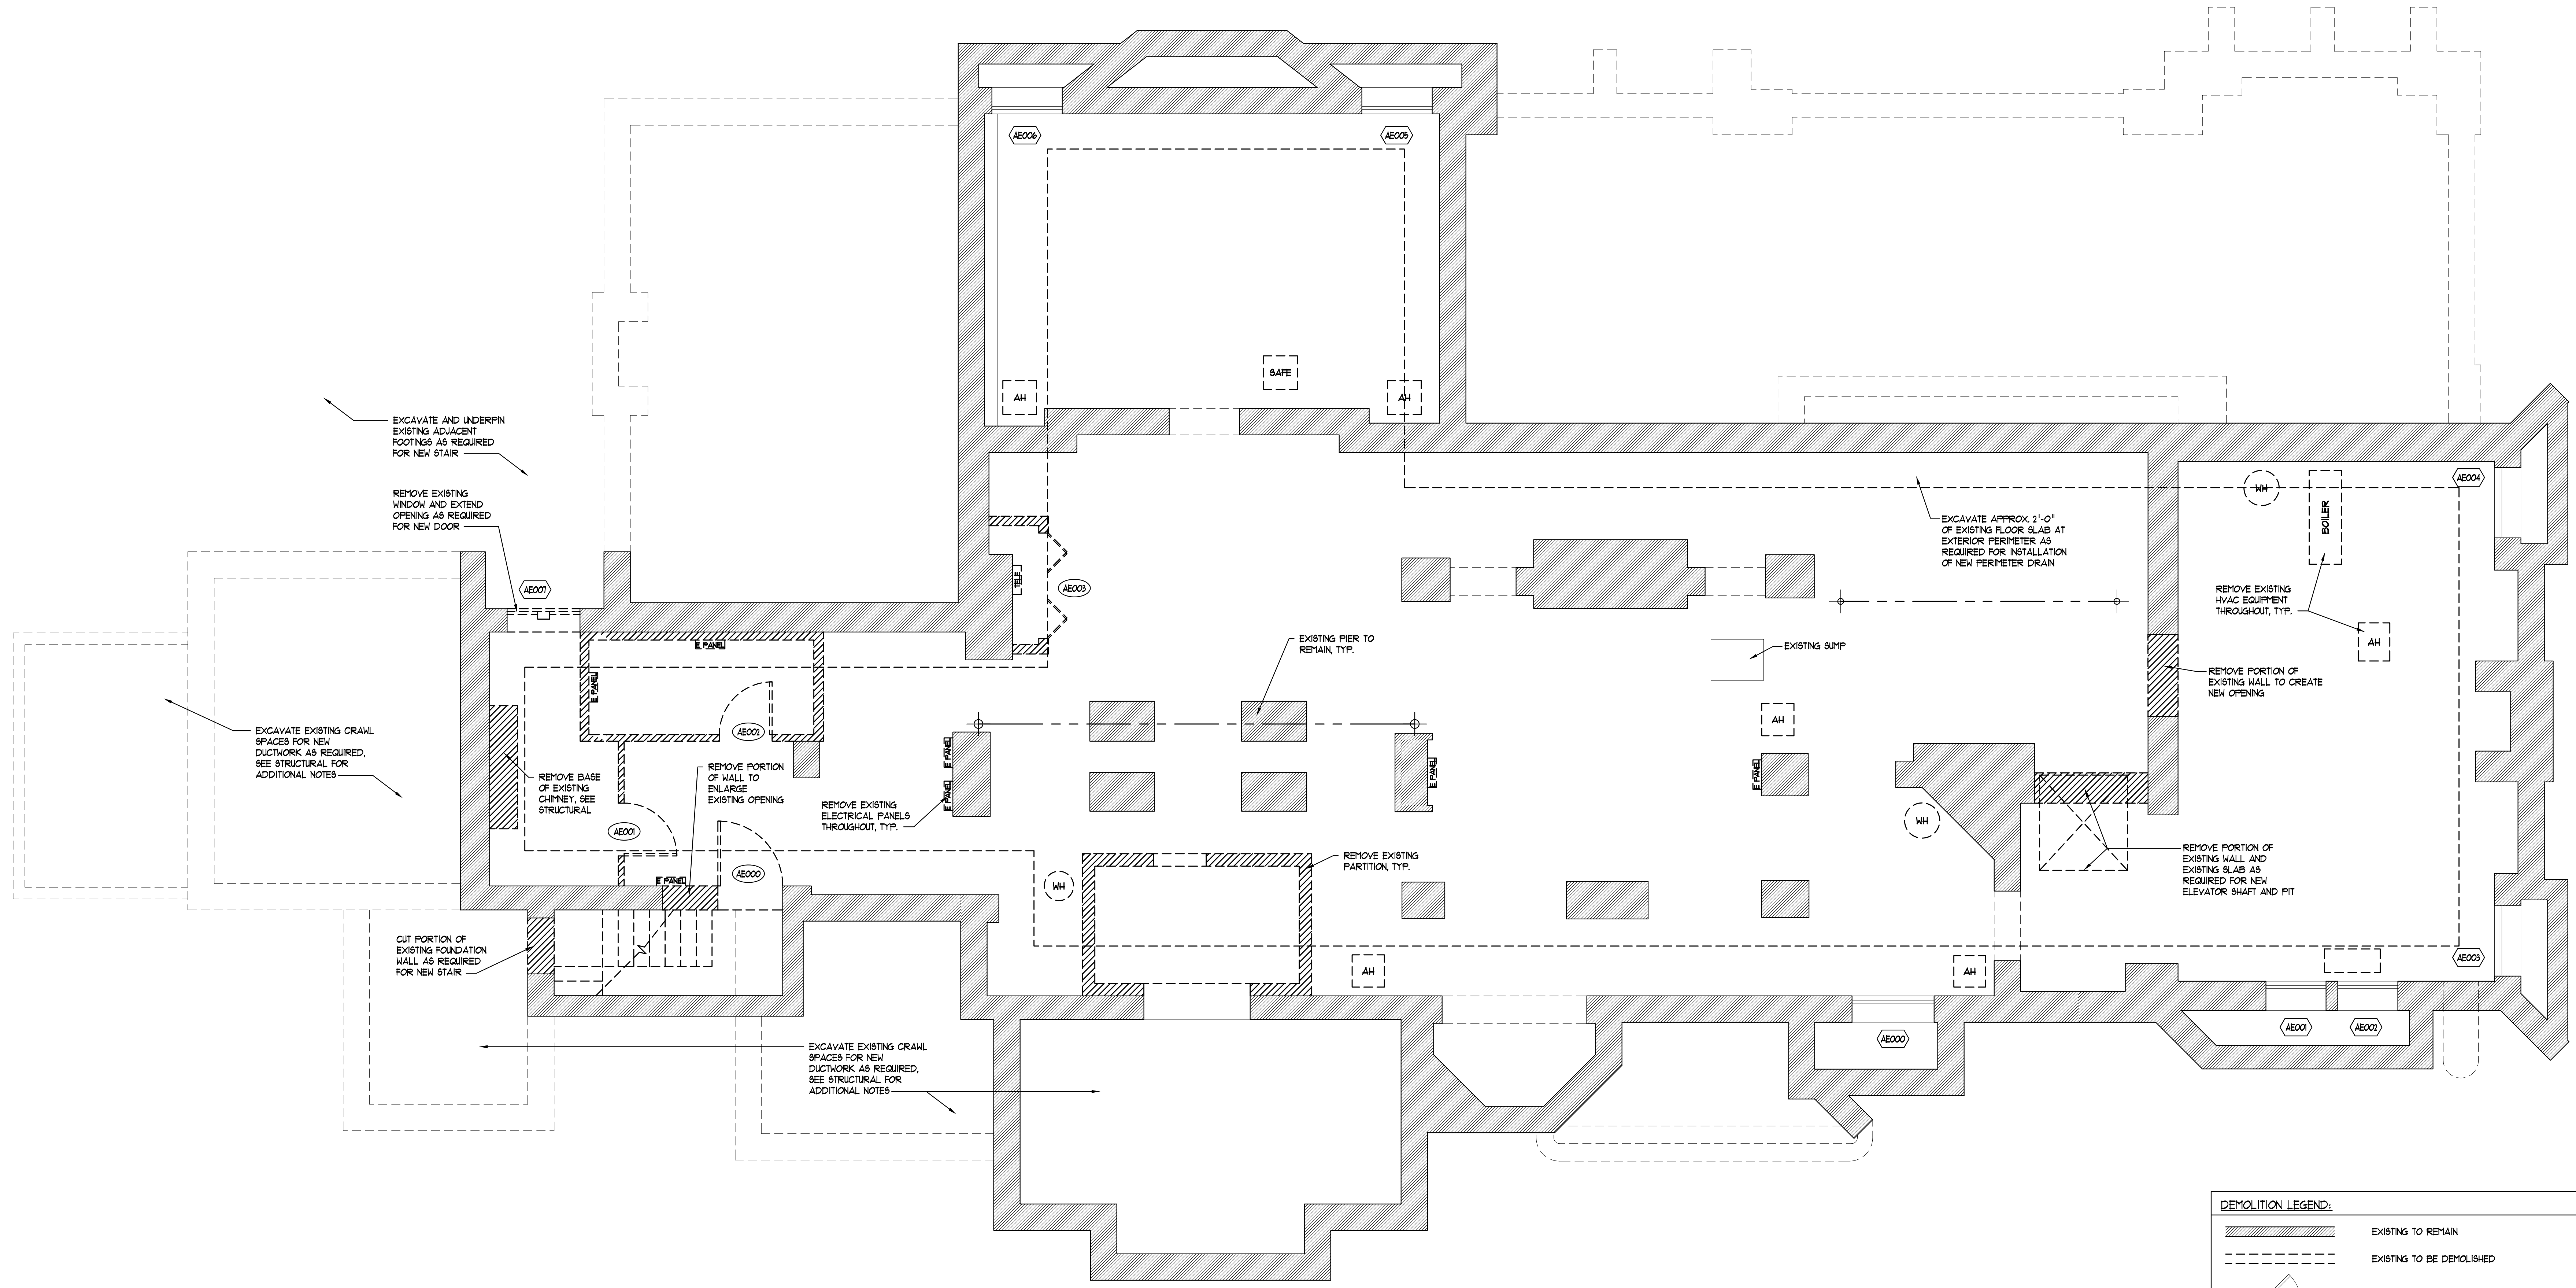 AE006
AE005
SAFE
AH
AH
EXCAVATE AND UNDERPIN
EXISTING ADJACENT
FOOTINGS AS REQUIRED
FOR NEW STAIR
REMOVE EXISTING
WINDOW AND EXTEND
OPENING AS REQUIRED
FOR NEW DOOR
AE007
AE004
WH
BOILER
EXCAVATE APPROX. 2'-0"
OF EXISTING FLOOR SLAB AT
EXTERIOR PERIMETER AS
REQUIRED FOR INSTALLATION
OF NEW PERIMETER DRAIN
TELE
AE003
REMOVE EXISTING
HVAC EQUIPMENT
THROUGHOUT, TYP.
AH
EXISTING PIER TO
REMAIN, TYP.
EXISTING SUMP
E PANEL
E PANEL
REMOVE PORTION OF
EXISTING WALL TO CREATE
NEW OPENING
EXCAVATE EXISTING CRAWL
SPACES FOR NEW
DUCTWORK AS REQUIRED,
SEE STRUCTURAL FOR
ADDITIONAL NOTES
AE002
AH
REMOVE BASE
OF EXISTING
CHIMNEY, SEE
STRUCTURAL
REMOVE PORTION
OF WALL TO
ENLARGE
EXISTING OPENING
E PANEL
E PANEL
E PANEL
E PANEL
REMOVE EXISTING
ELECTRICAL PANELS
THROUGHOUT, TYP.
AE001
WH
REMOVE EXISTING
PARTITION, TYP.
REMOVE PORTION OF
EXISTING WALL AND
EXISTING SLAB AS
REQUIRED FOR NEW
ELEVATOR SHAFT AND PIT
AE000
E PANEL
WH
CUT PORTION OF
EXISTING FOUNDATION
WALL AS REQUIRED
FOR NEW STAIR
AH
AH
AE003
AE001
AE002
AE000
EXCAVATE EXISTING CRAWL
SPACES FOR NEW
DUCTWORK AS REQUIRED,
SEE STRUCTURAL FOR
ADDITIONAL NOTES
DEMOLITION LEGEND:
EXISTING TO REMAIN
EXISTING TO BE DEMOLISHED